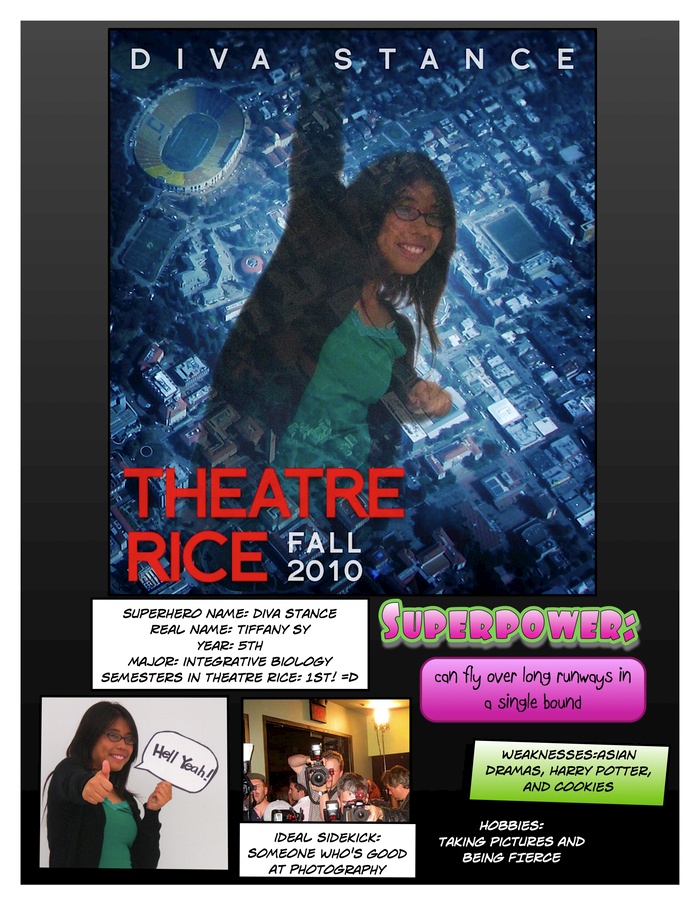 DIVA STANCE
THEATRE
RICE FALL
2010
SUPERHERO NAME: DIVA STANCE
REAL NAME: TIFFANY SY
YEAR: 5TH
MAJOR: INTEGRATIVE BIOLOGY
SEMESTERS IN THEATRE RICE: 1ST! =D
SUPERPOWER:
can fly over long runways in
a single bound
Hell Yeah!
IDEAL SIDEKICK:
SOMEONE WHO'S GOOD
AT PHOTOGRAPHY
WEAKNESSES:ASIAN
DRAMAS, HARRY POTTER,
AND COOKIES
HOBBIES:
TAKING PICTURES AND
BEING FIERCE